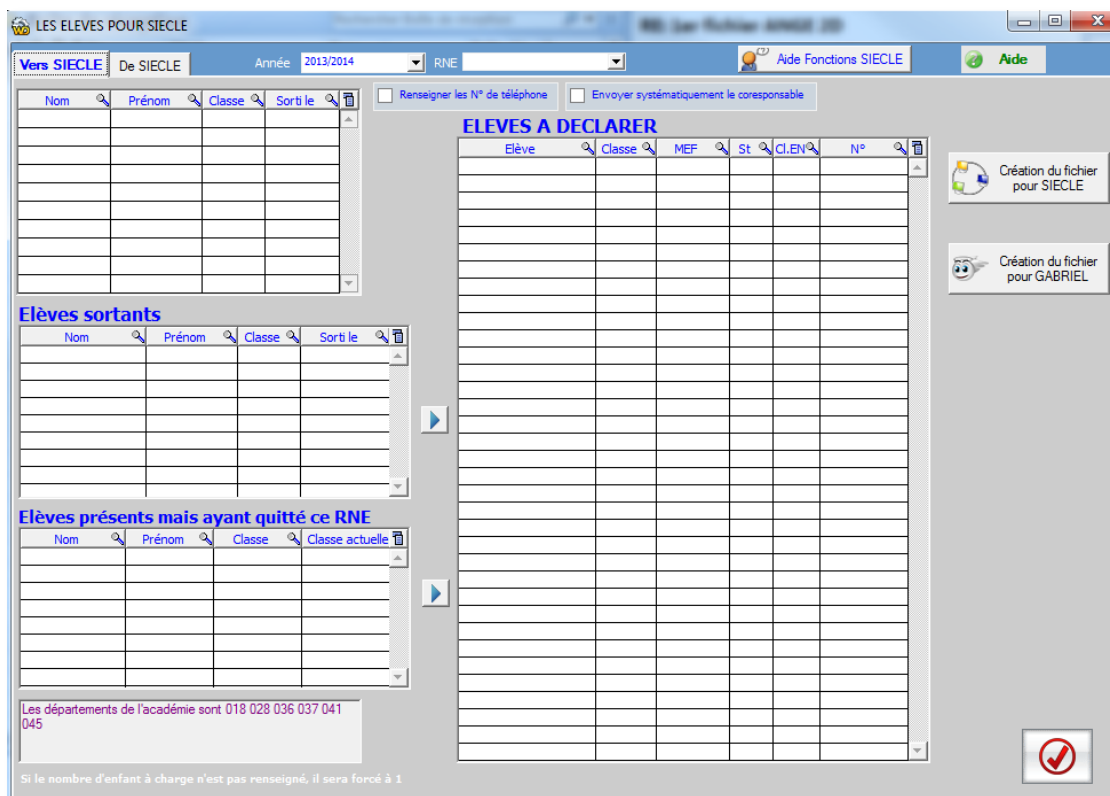 LES ELEVES POUR SIECLE
Vers SIECLE De SIECLE Année 2013/2014 RNE Aide Fonctions SIECLE Aide
Renseigner les N° de téléphone Envoyer systématiquement le coresponsable
Nom Prénom Classe Sorti le
ELEVES A DECLARER
Elève Classe MEF St Cl.EN N°
Création du fichier
pour SIECLE
Création du fichier
pour GABRIEL
Elèves sortants
Nom Prénom Classe Sorti le
Elèves présents mais ayant quitté ce RNE
Nom Prénom Classe Classe actuelle
Les départements de l'académie sont 018 028 036 037 041
045
Si le nombre d'enfant à charge n'est pas renseigné, il sera forcé à 1